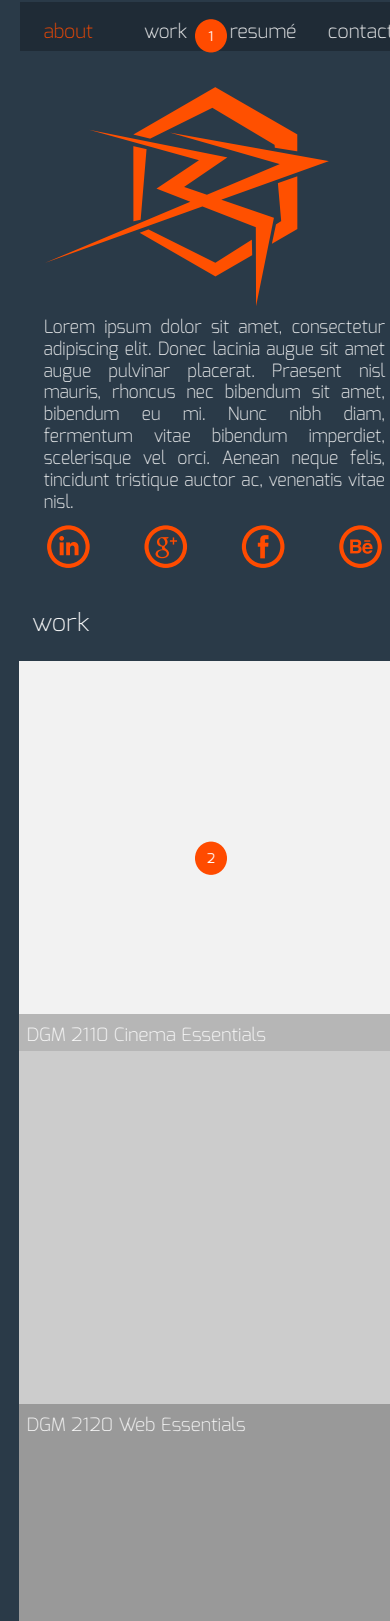 about work 1 resumé contact
Lorem ipsum dolor sit amet, consectetur
adipiscing elit. Donec lacinia augue sit amet
augue pulvinar placerat. Praesent nisl
mauris, rhoncus nec bibendum sit amet,
bibendum eu mi. Nunc nibh diam,
fermentum vitae bibendum imperdiet,
scelerisque vel orci. Aenean neque felis,
tincidunt tristique auctor ac, venenatis vitae
nisl.
in g+ f Bē
work
2
DGM 2110 Cinema Essentials
DGM 2120 Web Essentials